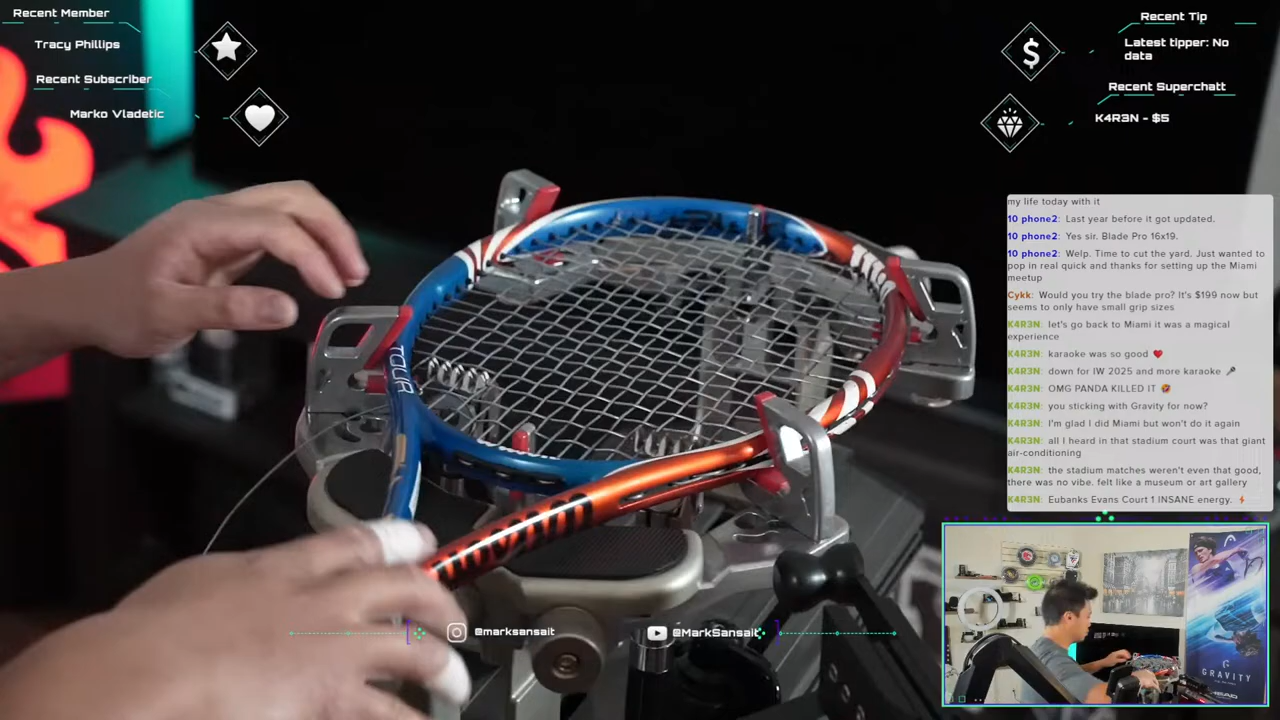 Recent Member
Tracy Phillips
Recent Subscriber
Marko Vladetic
Recent Tip
Latest tipper: No
data
Recent Superchatt
K4R3N - $5
my life today with it
10 phone2: Last year before it got updated.
10 phone2: Yes sir. Blade Pro 16x19.
10 phone2: Welp. Time to cut the yard. Just wanted to
pop in real quick and thanks for setting up the Miami
meetup
Cykk: Would you try the blade pro? It's $199 now but
seems to only have small grip sizes
K4R3N: let's go back to Miami it was a magical
experience
K4R3N: karaoke was so good ❤️
K4R3N: down for IW 2025 and more karaoke 🎤
K4R3N: OMG PANDA KILLED IT 🤯
K4R3N: you sticking with Gravity for now?
K4R3N: I'm glad I did Miami but won't do it again
K4R3N: all I heard in that stadium court was that giant
air-conditioning
K4R3N: the stadium matches weren't even that good,
there was no vibe. felt like a museum or art gallery
K4R3N: Eubanks Evans Court 1 INSANE energy. ⚡
TOUR
@marksansait
@MarkSansait
GRAVITY
HEAD